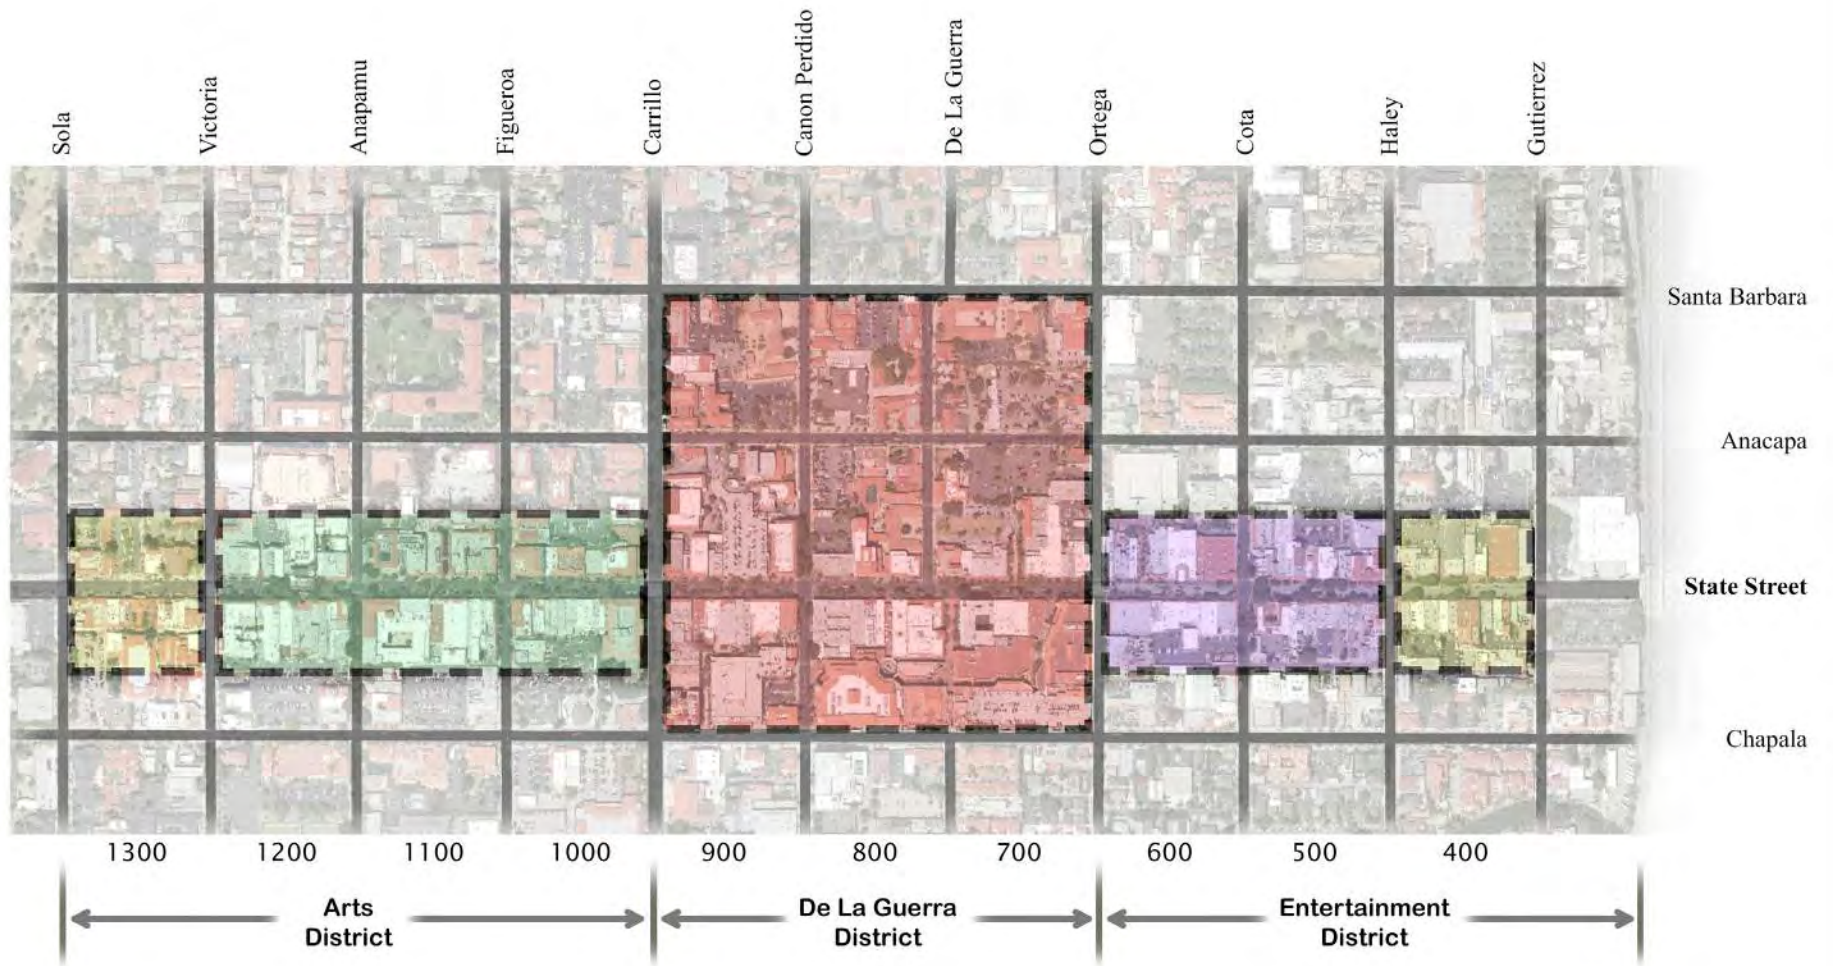 Sola
Victoria
Anapamu
Figueroa
Carrillo
Canon Perdido
De La Guerra
Ortega
Cota
Haley
Gutierrez
Santa Barbara
Anacapa
State Street
Chapala
1300
1200
1100
1000
900
800
700
600
500
400
Arts
District
De La Guerra
District
Entertainment
District